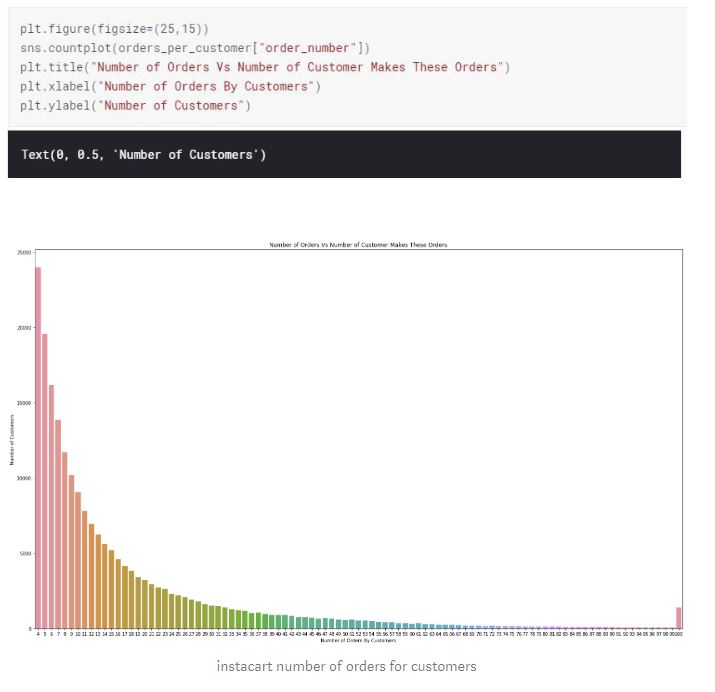 plt.figure(figsize=(25,15))
sns.countplot(orders_per_customer["order_number"])
plt.title("Number of Orders Vs Number of Customer Makes These Orders")
plt.xlabel("Number of Orders By Customers")
plt.ylabel("Number of Customers")
Text(0, 0.5, 'Number of Customers')
Number of Orders Vs Number of Customer Makes These Orders
25000
20000
15000
10000
5000
0
Number of Customers
4 5 6 7 8 9 10 11 12 13 14 15 16 17 18 19 20 21 22 23 24 25 26 27 28 29 30 31 32 33 34 35 36 37 38 39 40 41 42 43 44 45 46 47 48 49 50 51 52 53 54 55 56 57 58 59 60 61 62 63 64 65 66 67 68 69 70 71 72 73 74 75 76 77 78 79 80 81 82 83 84 85 86 87 88 89 90 91 92 93 94 95 96 97 98 99 100
Number of Orders By Customers
instacart number of orders for customers